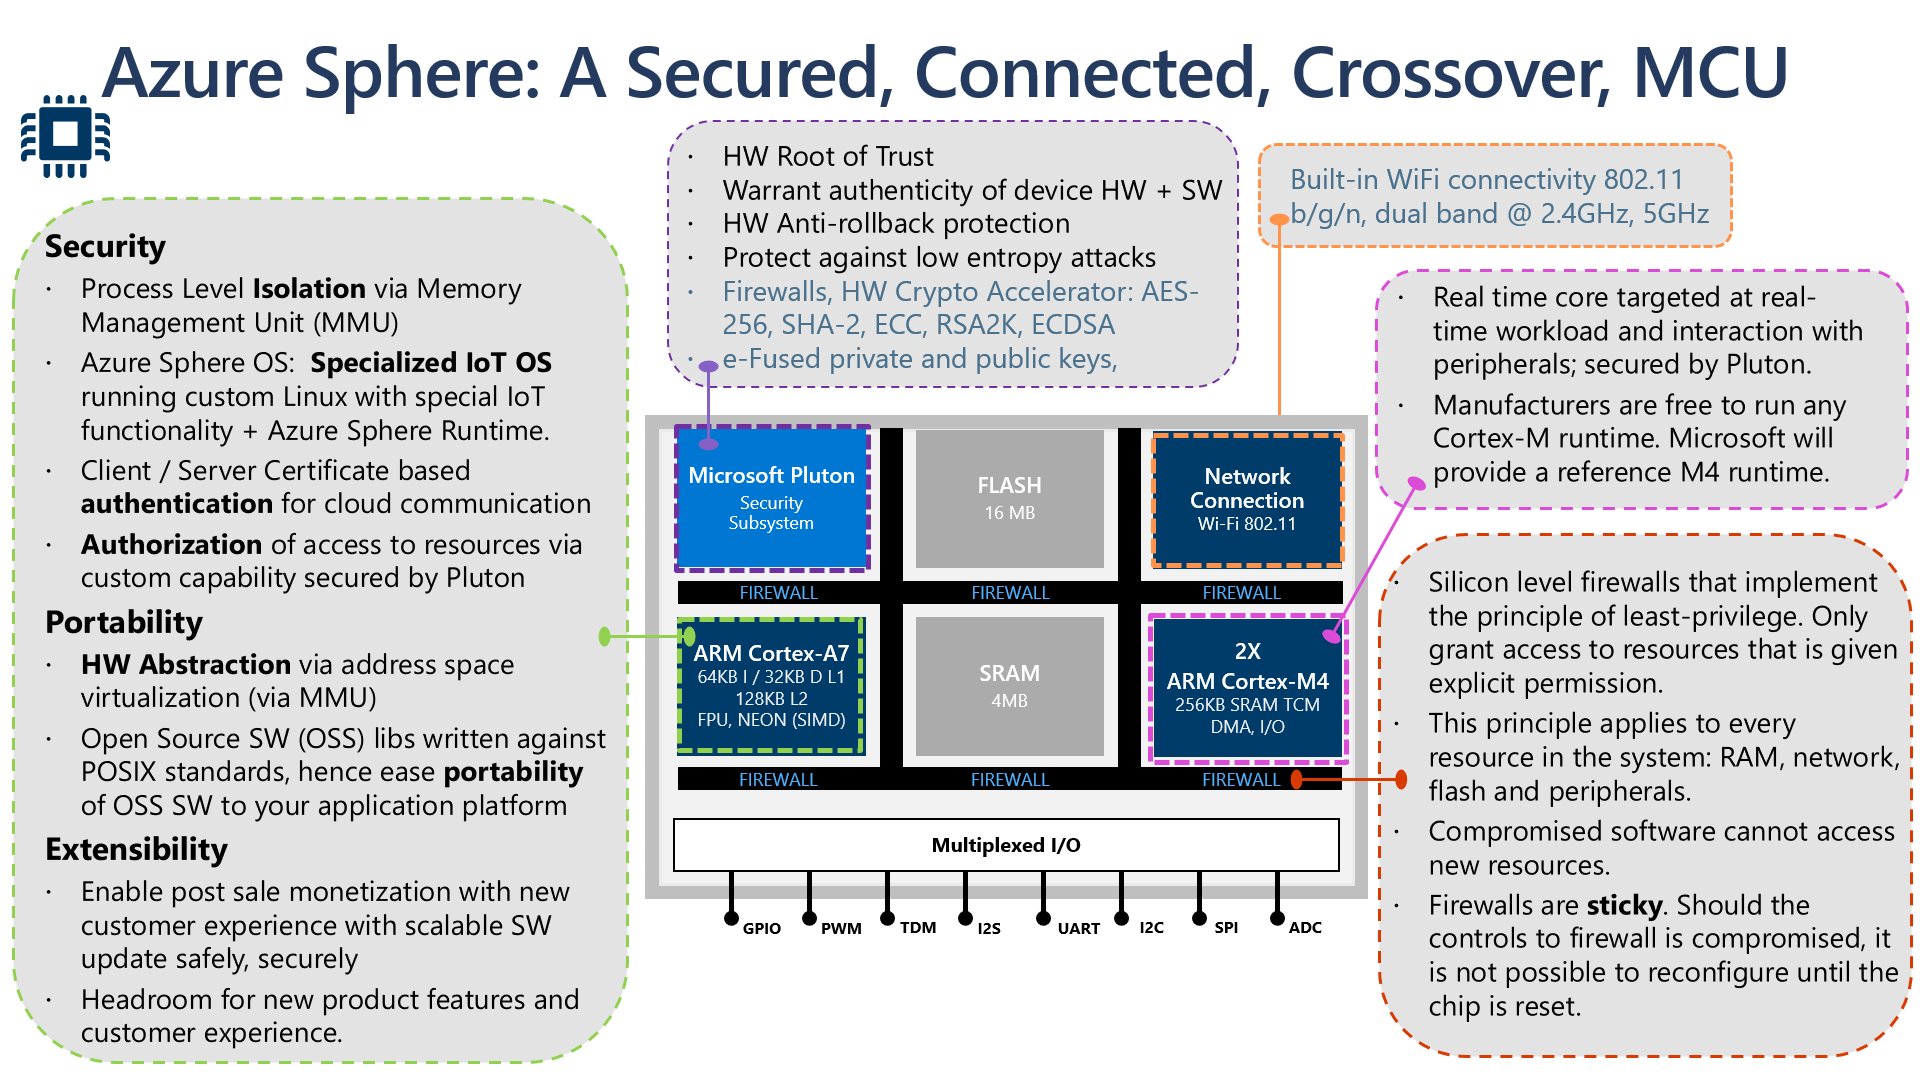 Azure Sphere: A Secured, Connected, Crossover, MCU
· HW Root of Trust
· Warrant authenticity of device HW + SW
· HW Anti-rollback protection
· Protect against low entropy attacks
· Firewalls, HW Crypto Accelerator: AES-
256, SHA-2, ECC, RSA2K, ECDSA
· e-Fused private and public keys,
Built-in WiFi connectivity 802.11
b/g/n, dual band @ 2.4GHz, 5GHz
Security
· Process Level Isolation via Memory
Management Unit (MMU)
· Azure Sphere OS: Specialized IoT OS
running custom Linux with special IoT
functionality + Azure Sphere Runtime.
· Client / Server Certificate based
authentication for cloud communication
· Authorization of access to resources via
custom capability secured by Pluton
Portability
· HW Abstraction via address space
virtualization (via MMU)
· Open Source SW (OSS) libs written against
POSIX standards, hence ease portability
of OSS SW to your application platform
Extensibility
· Enable post sale monetization with new
customer experience with scalable SW
update safely, securely
· Headroom for new product features and
customer experience.
Microsoft Pluton
Security
Subsystem
FLASH
16 MB
Network
Connection
Wi-Fi 802.11
FIREWALL
FIREWALL
FIREWALL
ARM Cortex-A7
64KB I / 32KB D L1
128KB L2
FPU, NEON (SIMD)
SRAM
4MB
2X
ARM Cortex-M4
256KB SRAM TCM
DMA, I/O
FIREWALL
FIREWALL
FIREWALL
Multiplexed I/O
GPIO
PWM
TDM
I2S
UART
I2C
SPI
ADC
· Real time core targeted at real-
time workload and interaction with
peripherals; secured by Pluton.
· Manufacturers are free to run any
Cortex-M runtime. Microsoft will
provide a reference M4 runtime.
· Silicon level firewalls that implement
the principle of least-privilege. Only
grant access to resources that is given
explicit permission.
· This principle applies to every
resource in the system: RAM, network,
flash and peripherals.
· Compromised software cannot access
new resources.
· Firewalls are sticky. Should the
controls to firewall is compromised, it
is not possible to reconfigure until the
chip is reset.